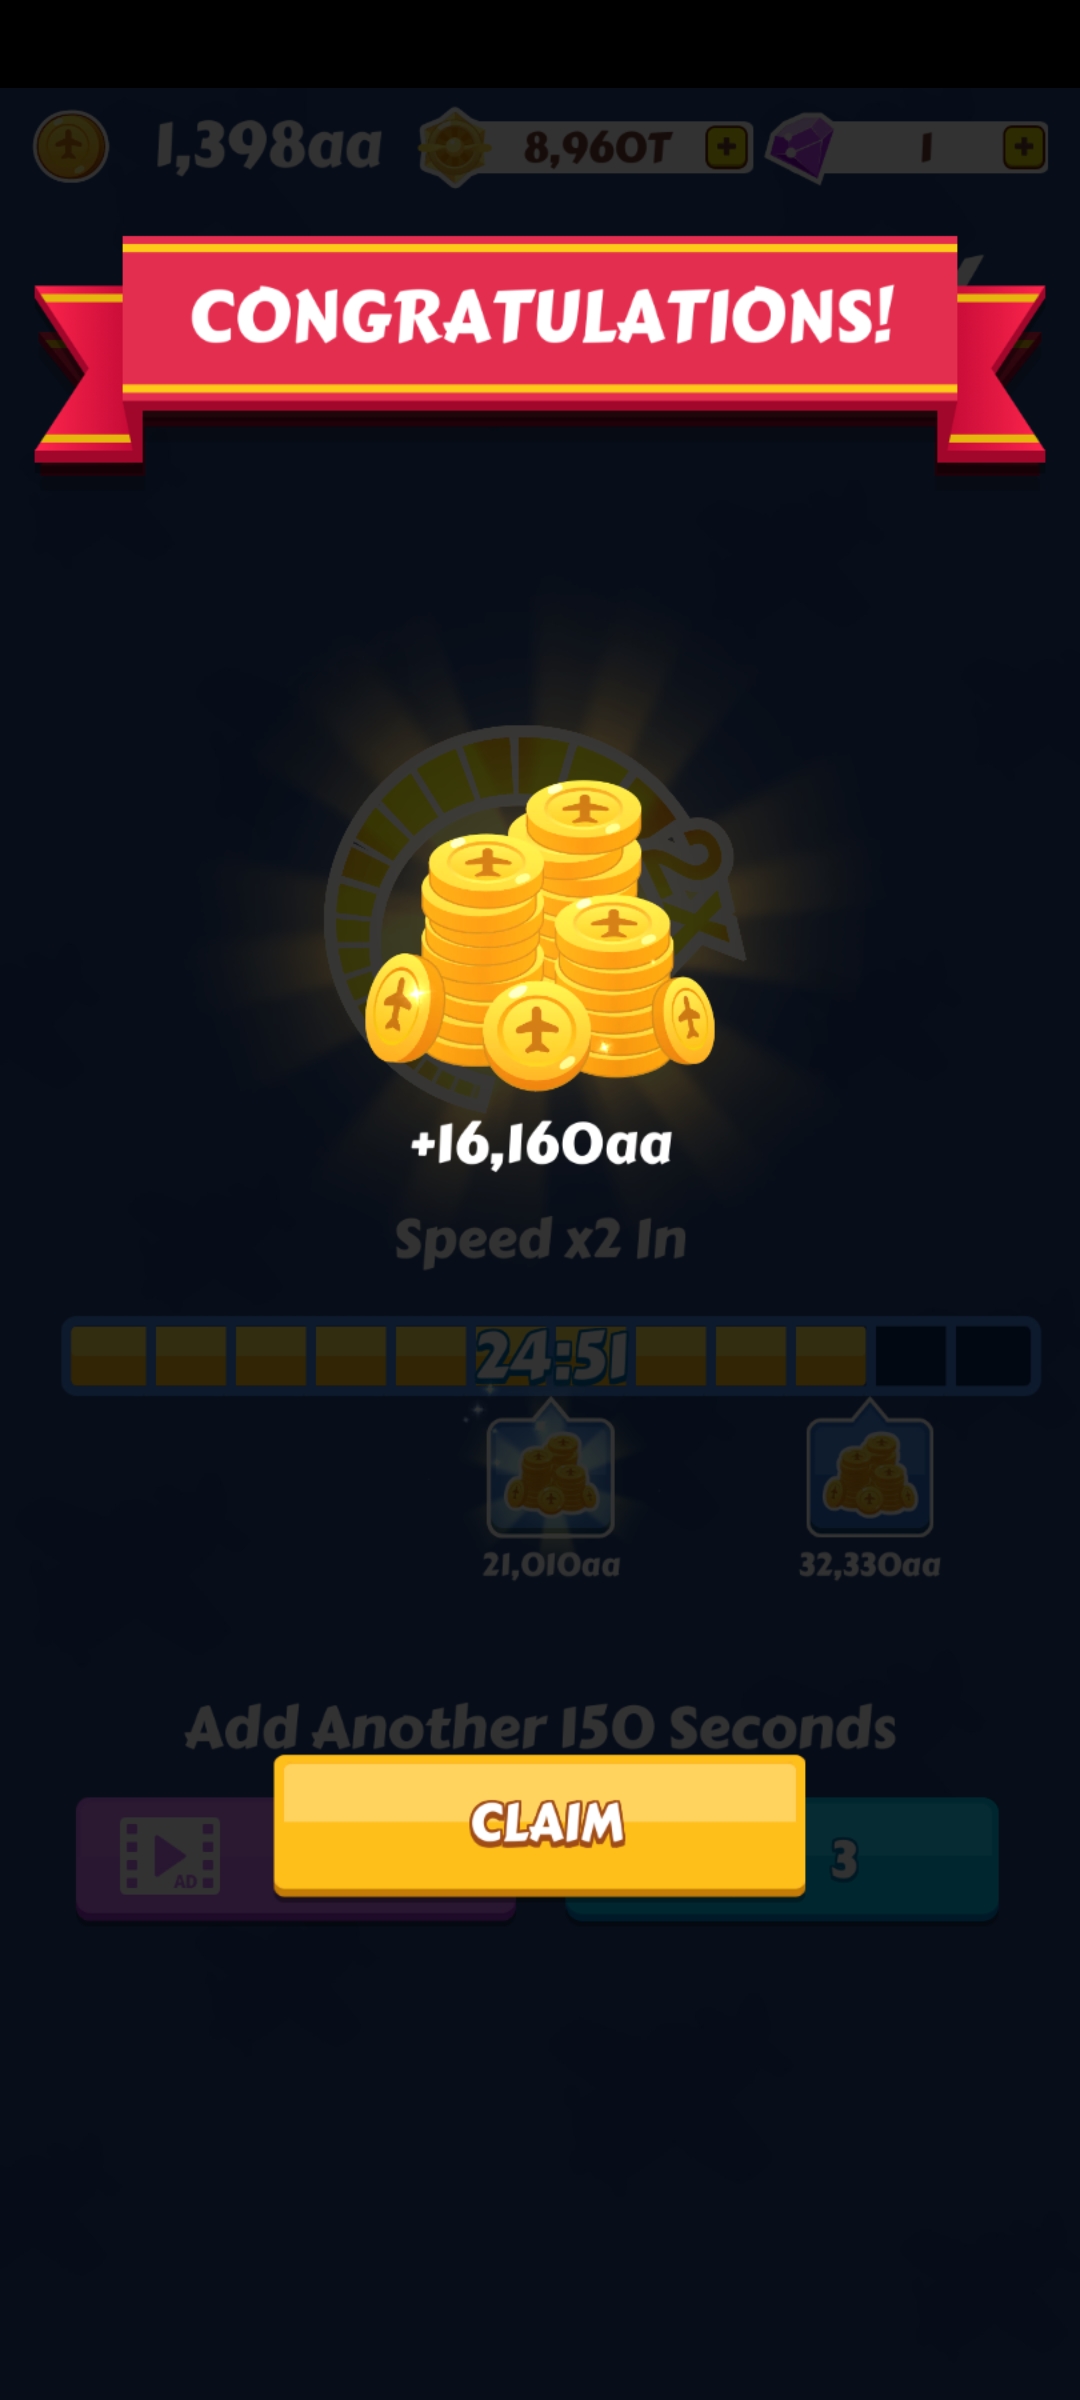 1,398aa 8,960T 1
CONGRATULATIONS!
2x
+16,160aa
Speed x2 In
24:51
21,010aa 32,330aa
Add Another 150 Seconds
CLAIM
AD 3